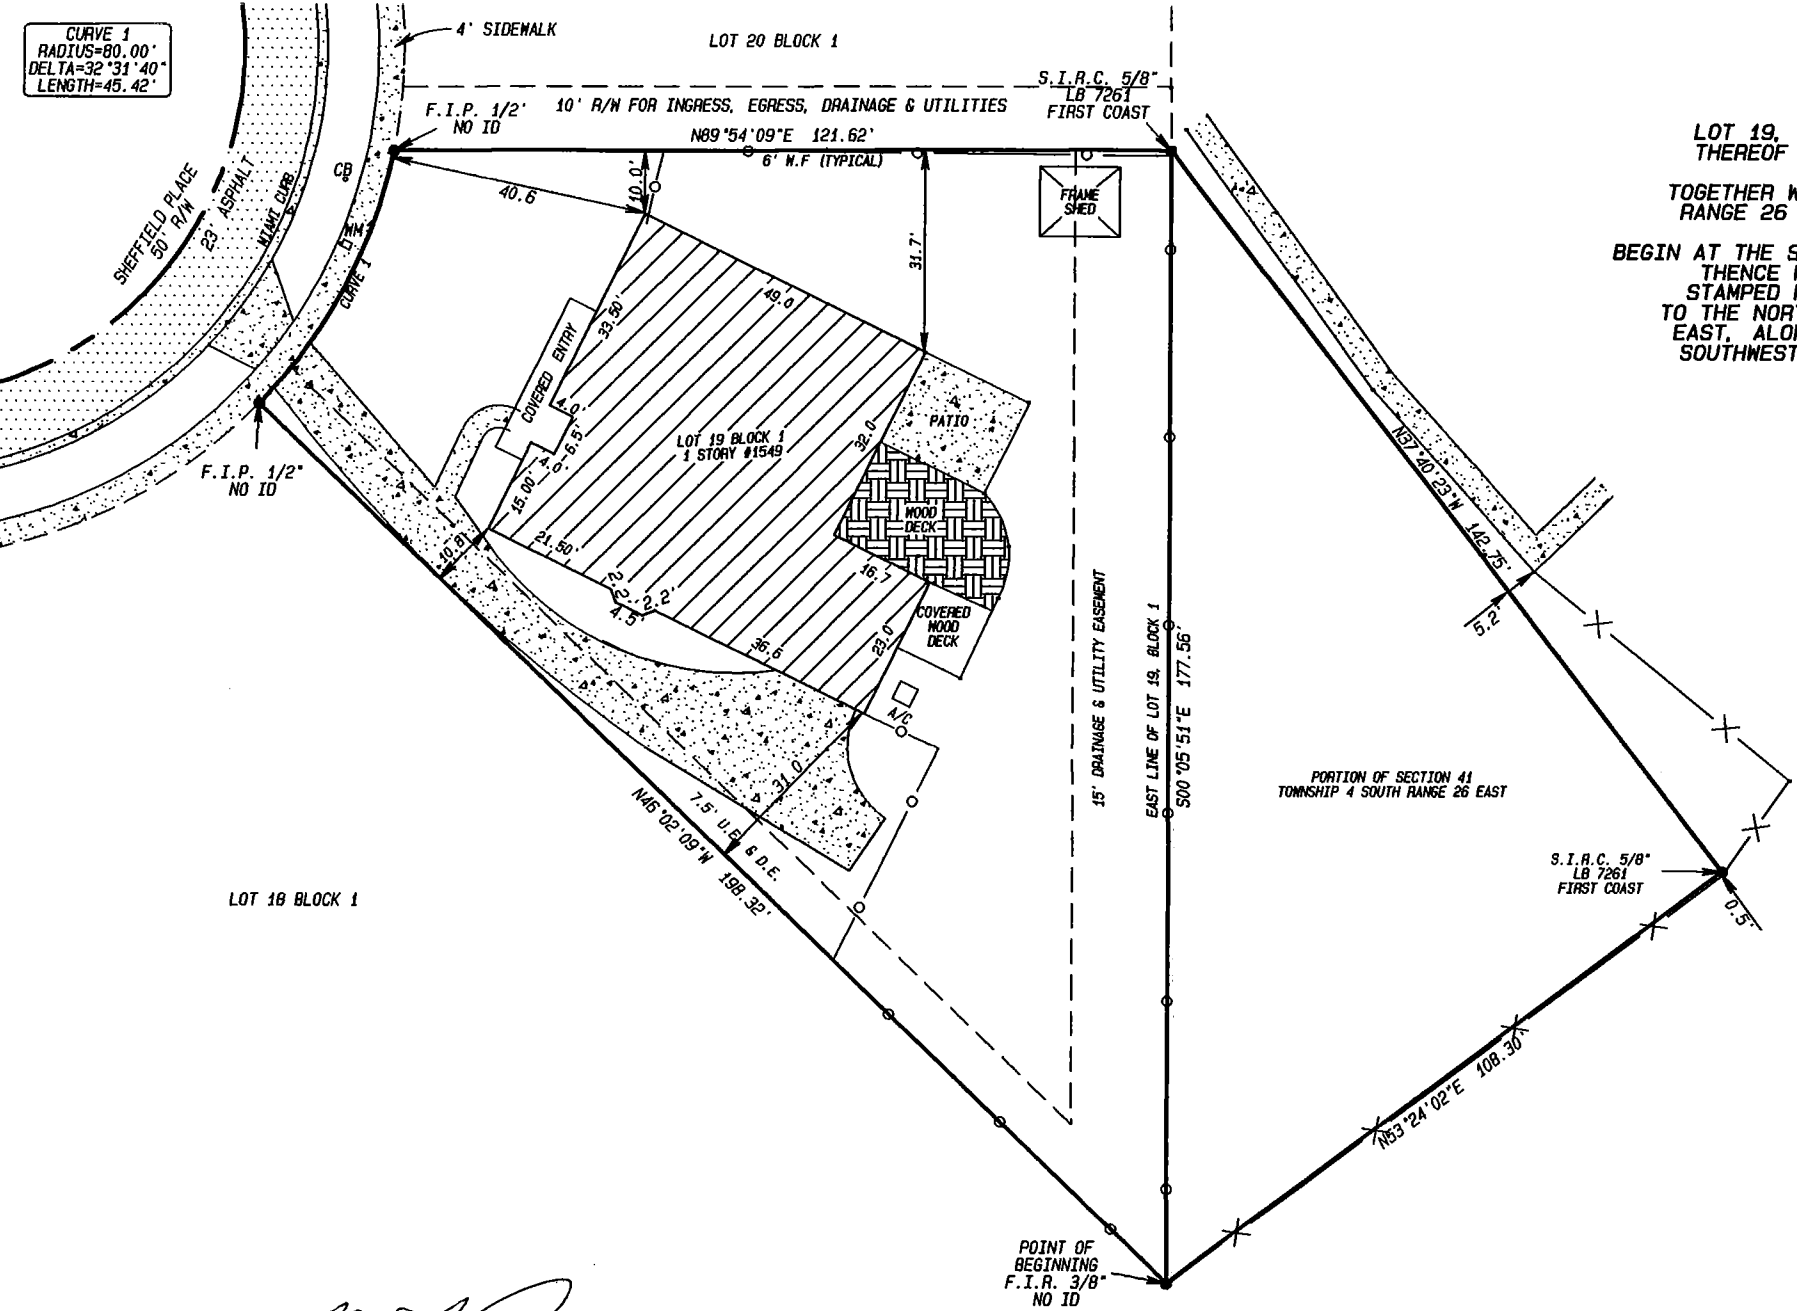 CURVE 1
RADIUS=80.00'
DELTA=32°31'40"
LENGTH=45.42'
4' SIDEWALK
LOT 20 BLOCK 1
S.I.R.C. 5/8"
LB 7261
FIRST COAST
F.I.P. 1/2'
NO ID
10' R/W FOR INGRESS, EGRESS, DRAINAGE & UTILITIES
N89°54'09"E 121.62'
6' W.F (TYPICAL)
LOT 19,
THEREOF
TOGETHER W
RANGE 26
BEGIN AT THE S
THENCE
STAMPED
TO THE NOR
EAST, ALO
SOUTHWEST
SHEFFIELD PLACE
50' R/W
23' ASPHALT
MIAMI CURB
CB
WM
CURVE 1
40.6
10.0'
31.7'
FRAME
SHED
49.0
33.50'
COVERED ENTRY
4.0'
6.5'
4.0'
15.00'
LOT 19 BLOCK 1
1 STORY #1549
32.0
PATIO
WOOD
DECK
16.7
COVERED
WOOD
DECK
23.0
A/C
F.I.P. 1/2"
NO ID
10.8'
21.50'
2.2'
2.2'
4.5'
36.6
31.0
7.5' U.E. & D.E.
N46°02'09"W 198.32'
15' DRAINAGE & UTILITY EASEMENT
EAST LINE OF LOT 19, BLOCK 1
S00°05'51"E 177.56'
N37°40'23"W 142.75'
5.2'
PORTION OF SECTION 41
TOWNSHIP 4 SOUTH RANGE 26 EAST
S.I.R.C. 5/8"
LB 7261
FIRST COAST
0.5'
LOT 18 BLOCK 1
N53°24'02"E 108.30'
POINT OF
BEGINNING
F.I.R. 3/8"
NO ID